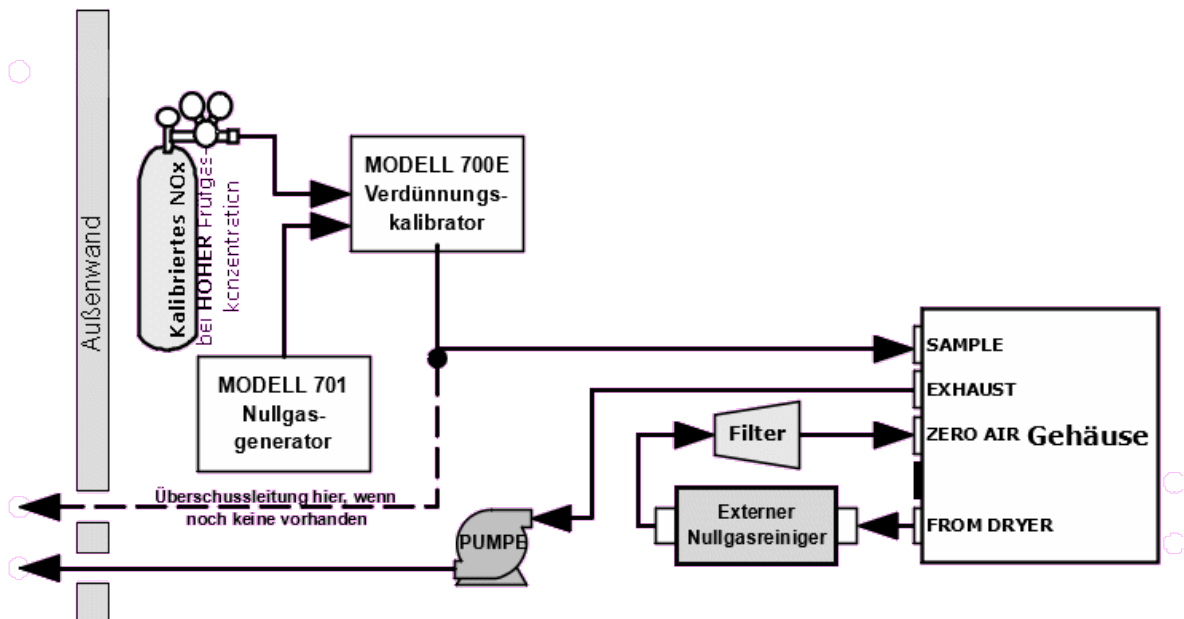 Außenwand
Kalibriertes NOx
bei HOHER Prüfgas-
konzentration
MODELL 700E
Verdünnungs-
kalibrator
MODELL 701
Nullgas-
generator
Überschussleitung hier, wenn
noch keine vorhanden
PUMPE
Filter
Externer
Nullgasreiniger
SAMPLE
EXHAUST
ZERO AIR Gehäuse
FROM DRYER